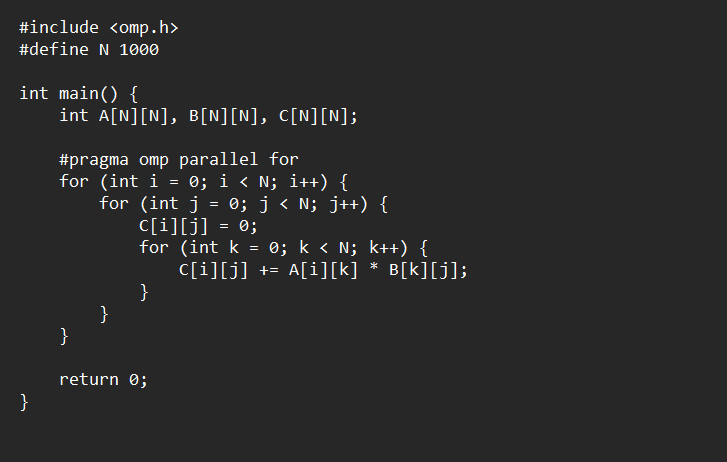 #include <omp.h>
#define N 1000

int main() {
    int A[N][N], B[N][N], C[N][N];

    #pragma omp parallel for
    for (int i = 0; i < N; i++) {
        for (int j = 0; j < N; j++) {
            C[i][j] = 0;
            for (int k = 0; k < N; k++) {
                C[i][j] += A[i][k] * B[k][j];
            }
        }
    }

    return 0;
}